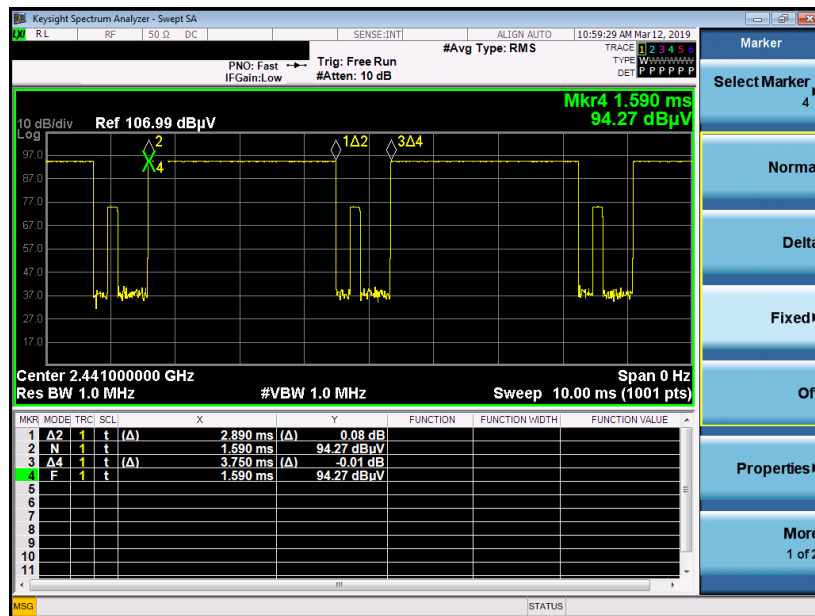 Keysight Spectrum Analyzer - Swept SA
LXI RL RF 50 Ω DC SENSE:INT ALIGN AUTO 10:59:29 AM Mar 12, 2019
#Avg Type: RMS
TRACE 1 2 3 4 5 6
TYPE W W W W W W
DET P P P P P P
PNO: Fast
IFGain:Low
Trig: Free Run
#Atten: 10 dB
Mkr4 1.590 ms
94.27 dBµV
10 dB/div Ref 106.99 dBµV
Log
97.0
87.0
77.0
67.0
57.0
47.0
37.0
27.0
17.0
2
4
1Δ2
3Δ4
Center 2.441000000 GHz Span 0 Hz
Res BW 1.0 MHz #VBW 1.0 MHz Sweep 10.00 ms (1001 pts)
MKR MODE TRC SCL X Y FUNCTION FUNCTION WIDTH FUNCTION VALUE
1 Δ2 1 t (Δ) 2.890 ms (Δ) 0.08 dB
2 N 1 t 1.590 ms 94.27 dBµV
3 Δ4 1 t (Δ) 3.750 ms (Δ) -0.01 dB
4 F 1 t 1.590 ms 94.27 dBµV
5
6
7
8
9
10
11
MSG STATUS
Marker
Select Marker
4
Norma
Delta
Fixed
Of
Properties
More
1 of 2